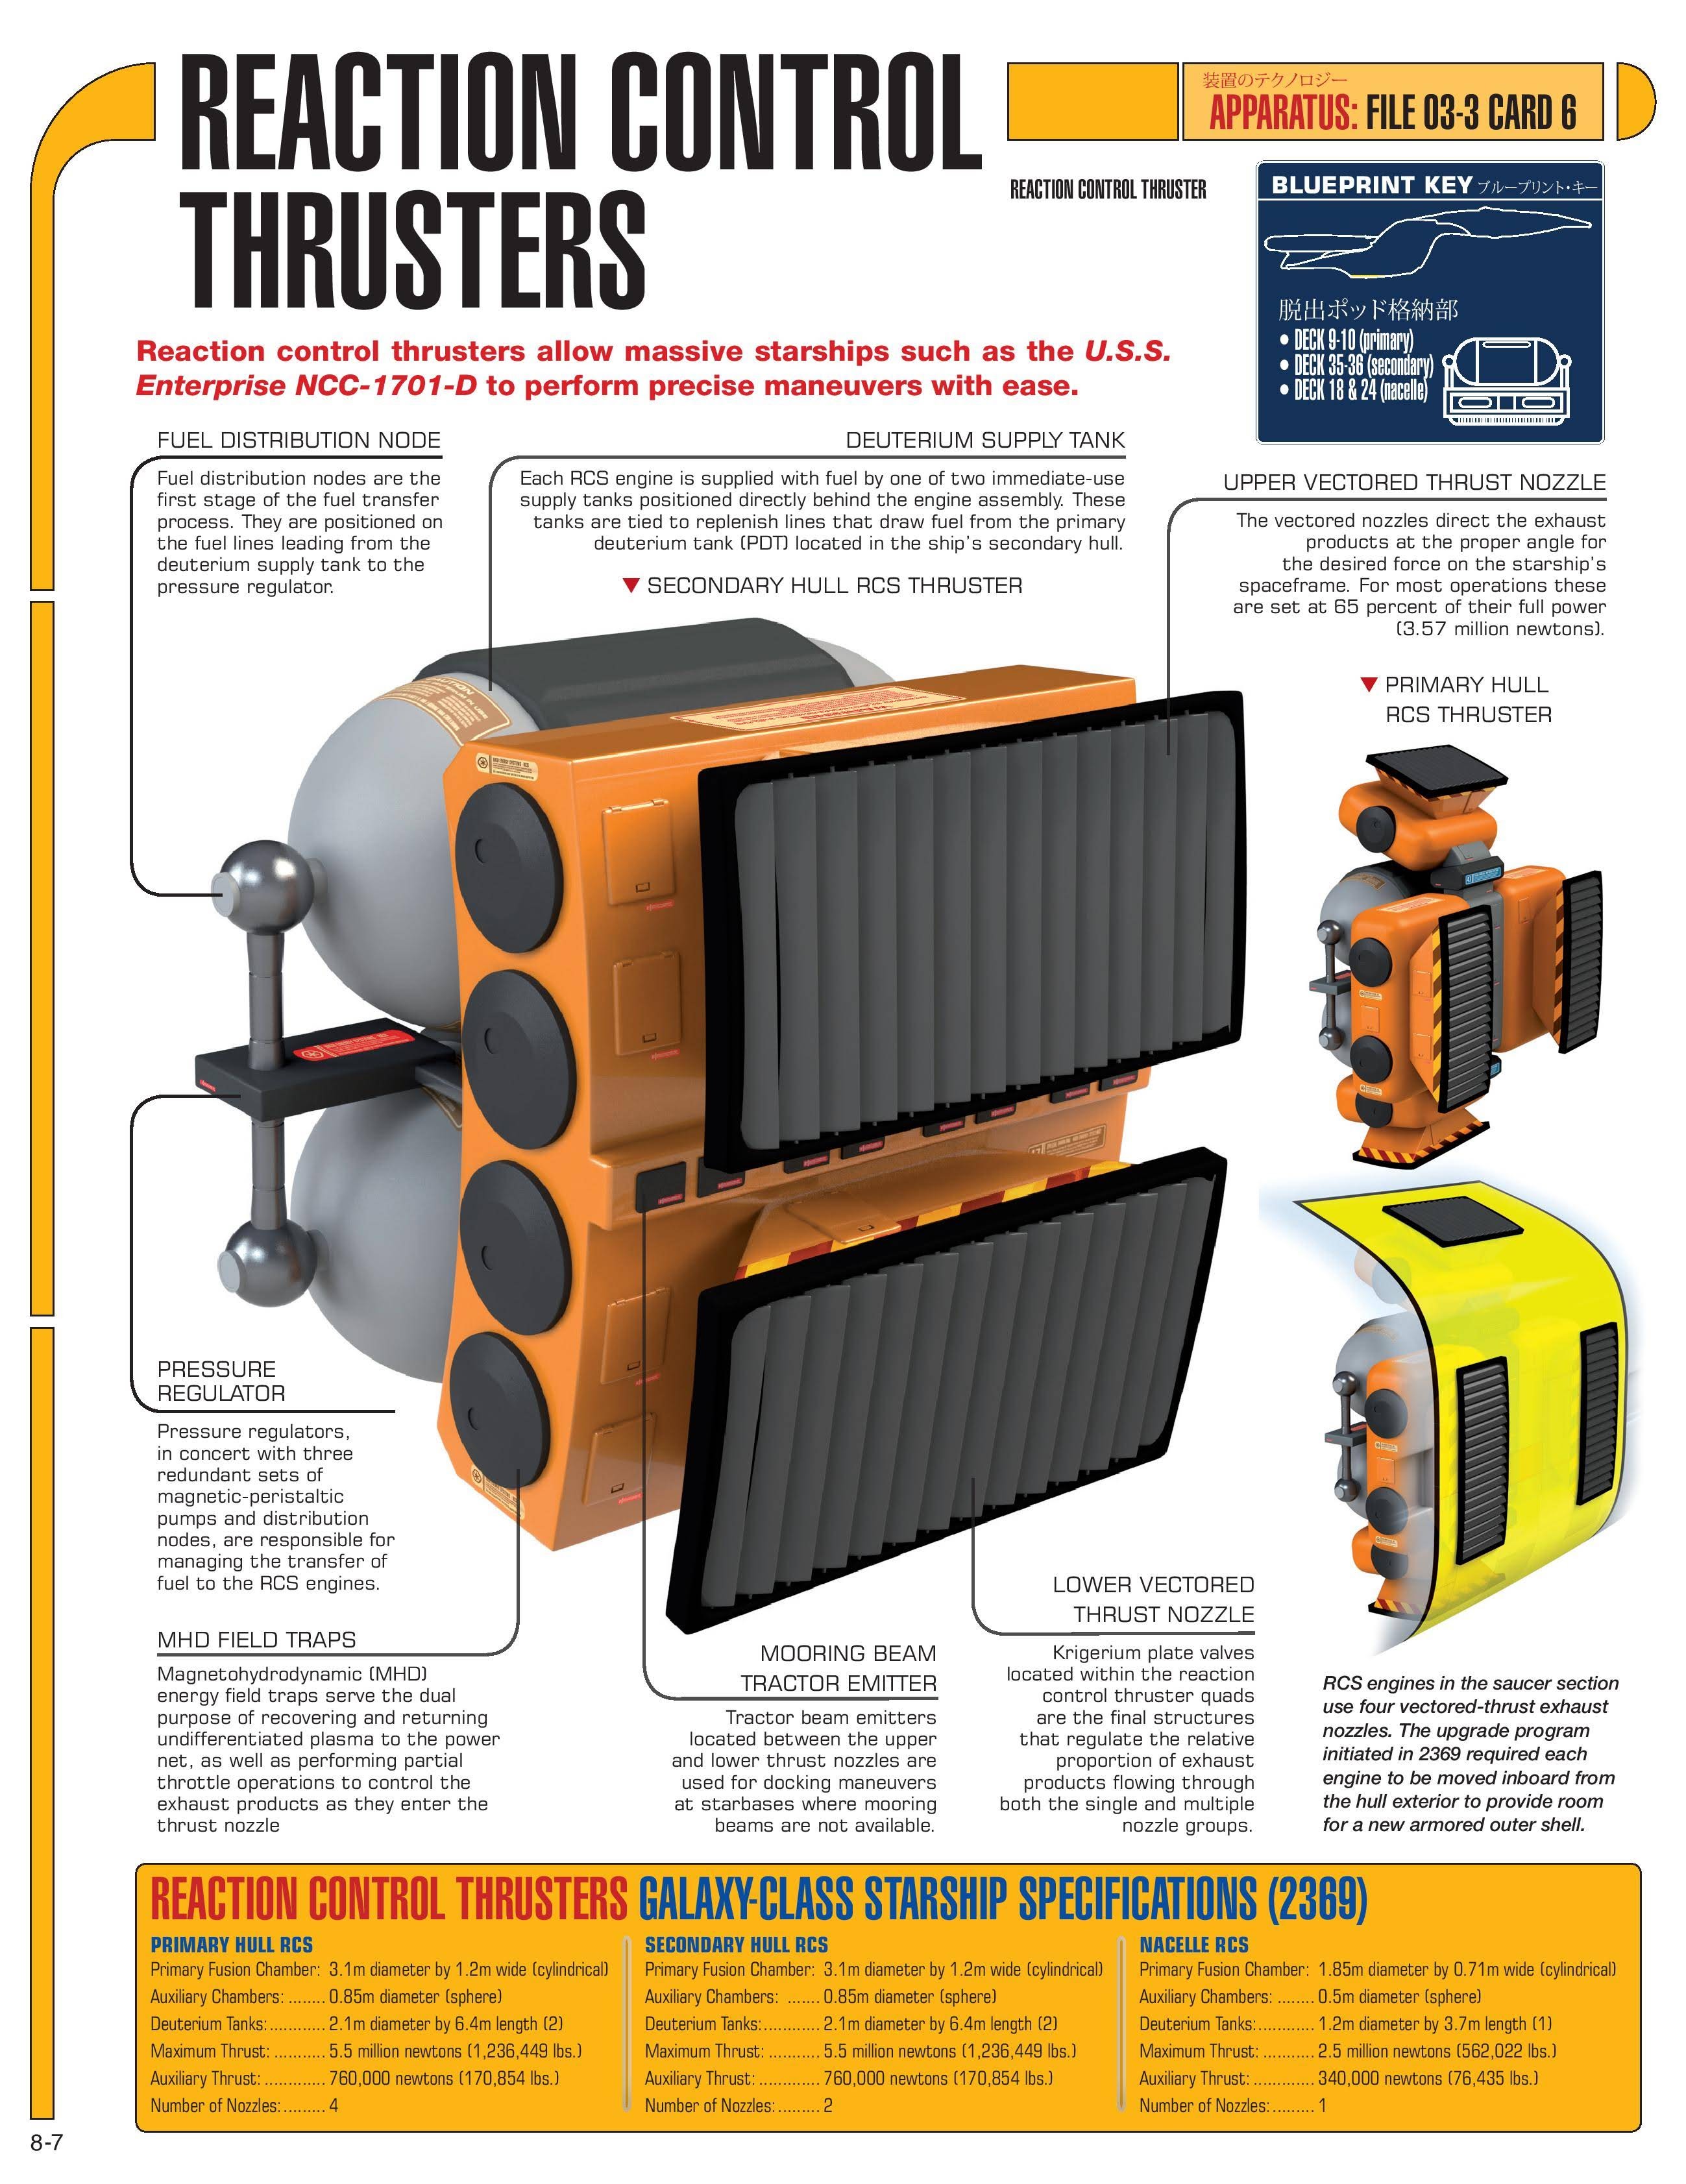 REACTION CONTROL
THRUSTERS
装置のテクノロジー
APPARATUS: FILE 03-3 CARD 6
REACTION CONTROL THRUSTER
BLUEPRINT KEY ブループリント・キー
脱出ポッド格納部
• DECK 9-10 (primary)
• DECK 35-36 (secondary)
• DECK 18 & 24 (nacelle)
Reaction control thrusters allow massive starships such as the U.S.S.
Enterprise NCC-1701-D to perform precise maneuvers with ease.
FUEL DISTRIBUTION NODE
Fuel distribution nodes are the
first stage of the fuel transfer
process. They are positioned on
the fuel lines leading from the
deuterium supply tank to the
pressure regulator.
DEUTERIUM SUPPLY TANK
Each RCS engine is supplied with fuel by one of two immediate-use
supply tanks positioned directly behind the engine assembly. These
tanks are tied to replenish lines that draw fuel from the primary
deuterium tank (PDT) located in the ship's secondary hull.
▼ SECONDARY HULL RCS THRUSTER
UPPER VECTORED THRUST NOZZLE
The vectored nozzles direct the exhaust
products at the proper angle for
the desired force on the starship's
spaceframe. For most operations these
are set at 65 percent of their full power
(3.57 million newtons).
▼ PRIMARY HULL
RCS THRUSTER
PRESSURE
REGULATOR
Pressure regulators,
in concert with three
redundant sets of
magnetic-peristaltic
pumps and distribution
nodes, are responsible for
managing the transfer of
fuel to the RCS engines.
MHD FIELD TRAPS
Magnetohydrodynamic (MHD)
energy field traps serve the dual
purpose of recovering and returning
undifferentiated plasma to the power
net, as well as performing partial
throttle operations to control the
exhaust products as they enter the
thrust nozzle
MOORING BEAM
TRACTOR EMITTER
Tractor beam emitters
located between the upper
and lower thrust nozzles are
used for docking maneuvers
at starbases where mooring
beams are not available.
LOWER VECTORED
THRUST NOZZLE
Krigerium plate valves
located within the reaction
control thruster quads
are the final structures
that regulate the relative
proportion of exhaust
products flowing through
both the single and multiple
nozzle groups.
RCS engines in the saucer section
use four vectored-thrust exhaust
nozzles. The upgrade program
initiated in 2369 required each
engine to be moved inboard from
the hull exterior to provide room
for a new armored outer shell.
REACTION CONTROL THRUSTERS GALAXY-CLASS STARSHIP SPECIFICATIONS (2369)
PRIMARY HULL RCS
Primary Fusion Chamber: 3.1m diameter by 1.2m wide (cylindrical)
Auxiliary Chambers: ........ 0.85m diameter (sphere)
Deuterium Tanks:............ 2.1m diameter by 6.4m length (2)
Maximum Thrust: ........... 5.5 million newtons (1,236,449 lbs.)
Auxiliary Thrust: ............. 760,000 newtons (170,854 lbs.)
Number of Nozzles:......... 4
SECONDARY HULL RCS
Primary Fusion Chamber: 3.1m diameter by 1.2m wide (cylindrical)
Auxiliary Chambers: ....... 0.85m diameter (sphere)
Deuterium Tanks:............ 2.1m diameter by 6.4m length (2)
Maximum Thrust: ........... 5.5 million newtons (1,236,449 lbs.)
Auxiliary Thrust: ............. 760,000 newtons (170,854 lbs.)
Number of Nozzles:......... 2
NACELLE RCS
Primary Fusion Chamber: 1.85m diameter by 0.71m wide (cylindrical)
Auxiliary Chambers: ........ 0.5m diameter (sphere)
Deuterium Tanks:............ 1.2m diameter by 3.7m length (1)
Maximum Thrust: ........... 2.5 million newtons (562,022 lbs.)
Auxiliary Thrust: ............. 340,000 newtons (76,435 lbs.)
Number of Nozzles:......... 1
8-7